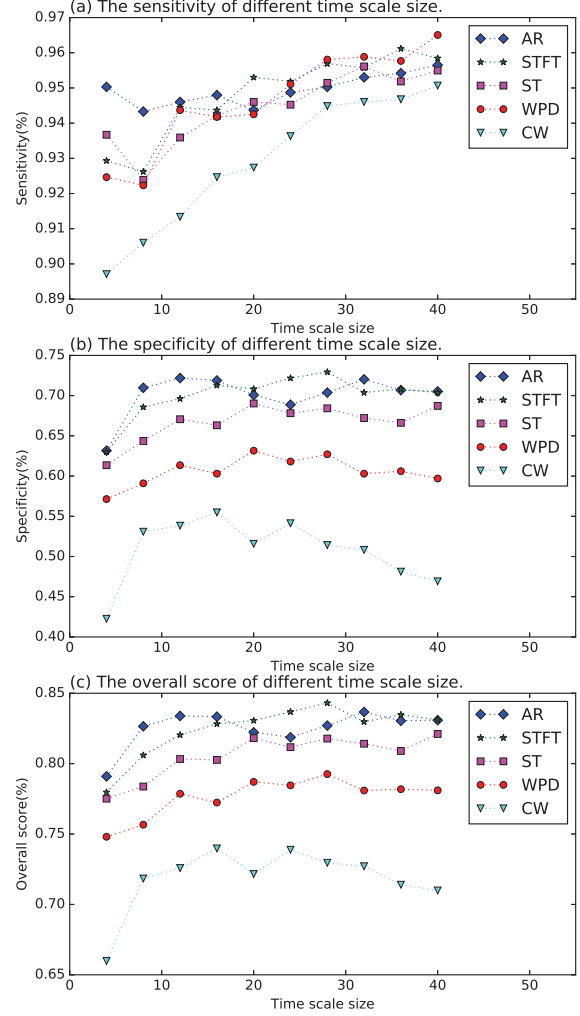 (a) The sensitivity of different time scale size.
0.97
0.96
0.95
0.94
0.93
0.92
0.91
0.90
0.89
Sensitivity(%)
AR
STFT
ST
WPD
CW
0 10 20 30 40 50
Time scale size
(b) The specificity of different time scale size.
0.75
0.70
0.65
0.60
0.55
0.50
0.45
0.40
Specificity(%)
AR
STFT
ST
WPD
CW
0 10 20 30 40 50
Time scale size
(c) The overall score of different time scale size.
0.85
0.80
0.75
0.70
0.65
Overall score(%)
AR
STFT
ST
WPD
CW
0 10 20 30 40 50
Time scale size